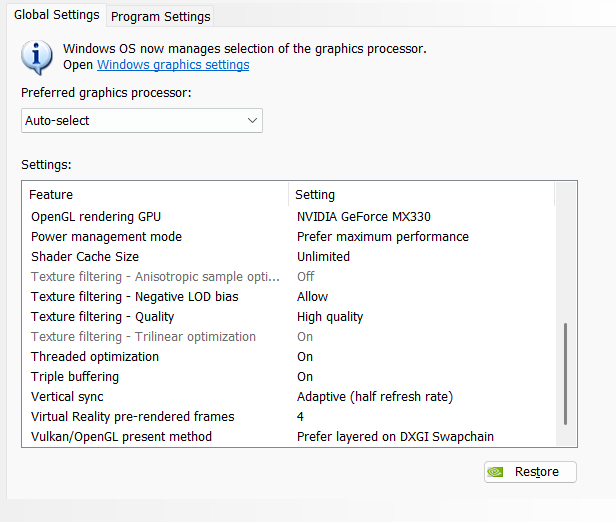 Global Settings Program Settings
Windows OS now manages selection of the graphics processor.
Open Windows graphics settings
Preferred graphics processor:
Auto-select
Settings:
Feature Setting
OpenGL rendering GPU NVIDIA GeForce MX330
Power management mode Prefer maximum performance
Shader Cache Size Unlimited
Texture filtering - Anisotropic sample opti... Off
Texture filtering - Negative LOD bias Allow
Texture filtering - Quality High quality
Texture filtering - Trilinear optimization On
Threaded optimization On
Triple buffering On
Vertical sync Adaptive (half refresh rate)
Virtual Reality pre-rendered frames 4
Vulkan/OpenGL present method Prefer layered on DXGI Swapchain
Restore